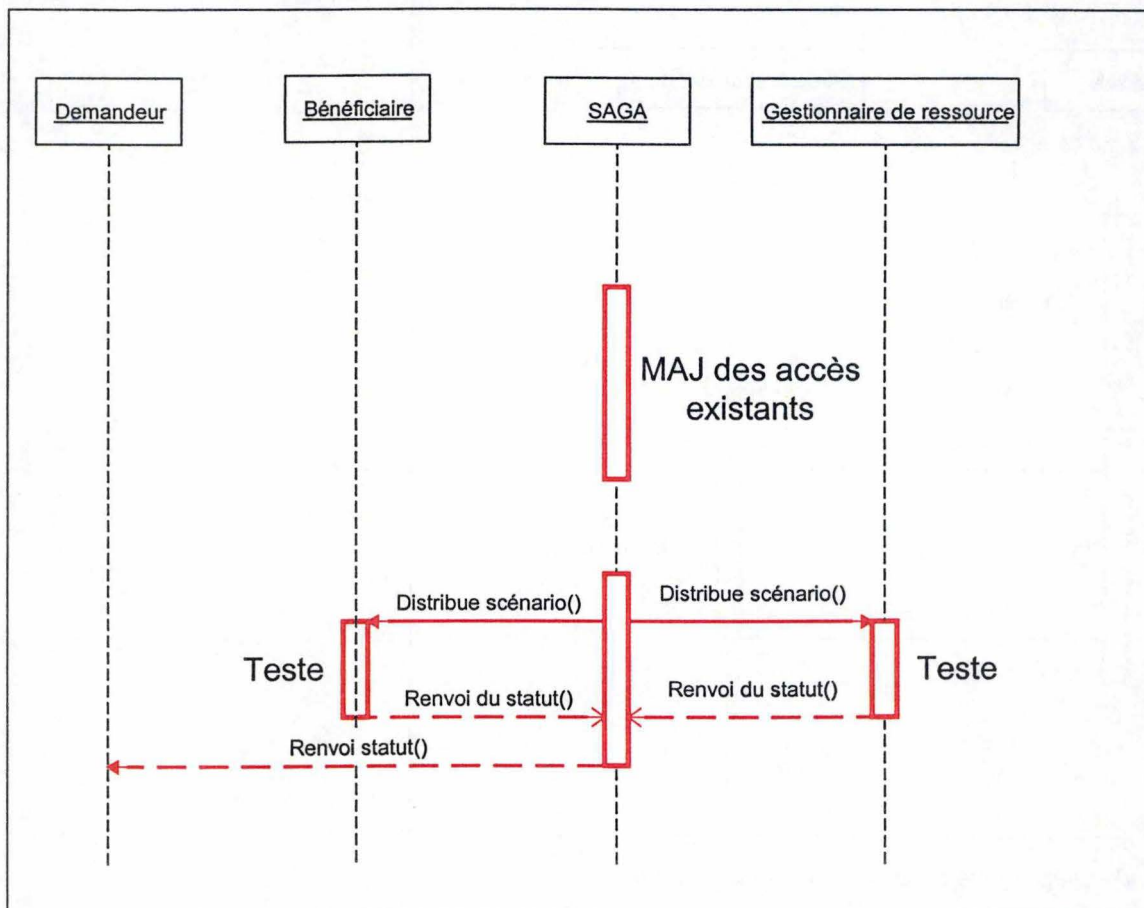 Demandeur
Bénéficiaire
SAGA
Gestionnaire de ressource
MAJ des accès
existants
Distribue scénario()
Distribue scénario()
Teste
Teste
Renvoi du statut()
Renvoi du statut()
Renvoi statut()